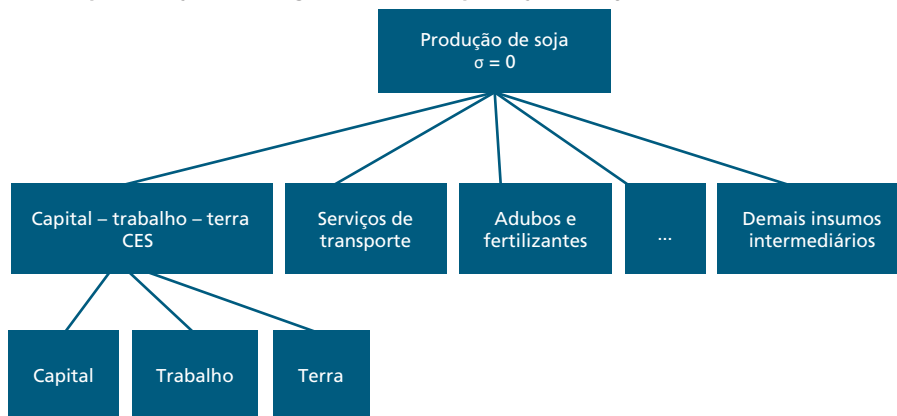 Produção de soja
σ = 0
Capital – trabalho – terra
CES
Serviços de
transporte
Adubos e
fertilizantes
...
Demais insumos
intermediários
Capital
Trabalho
Terra